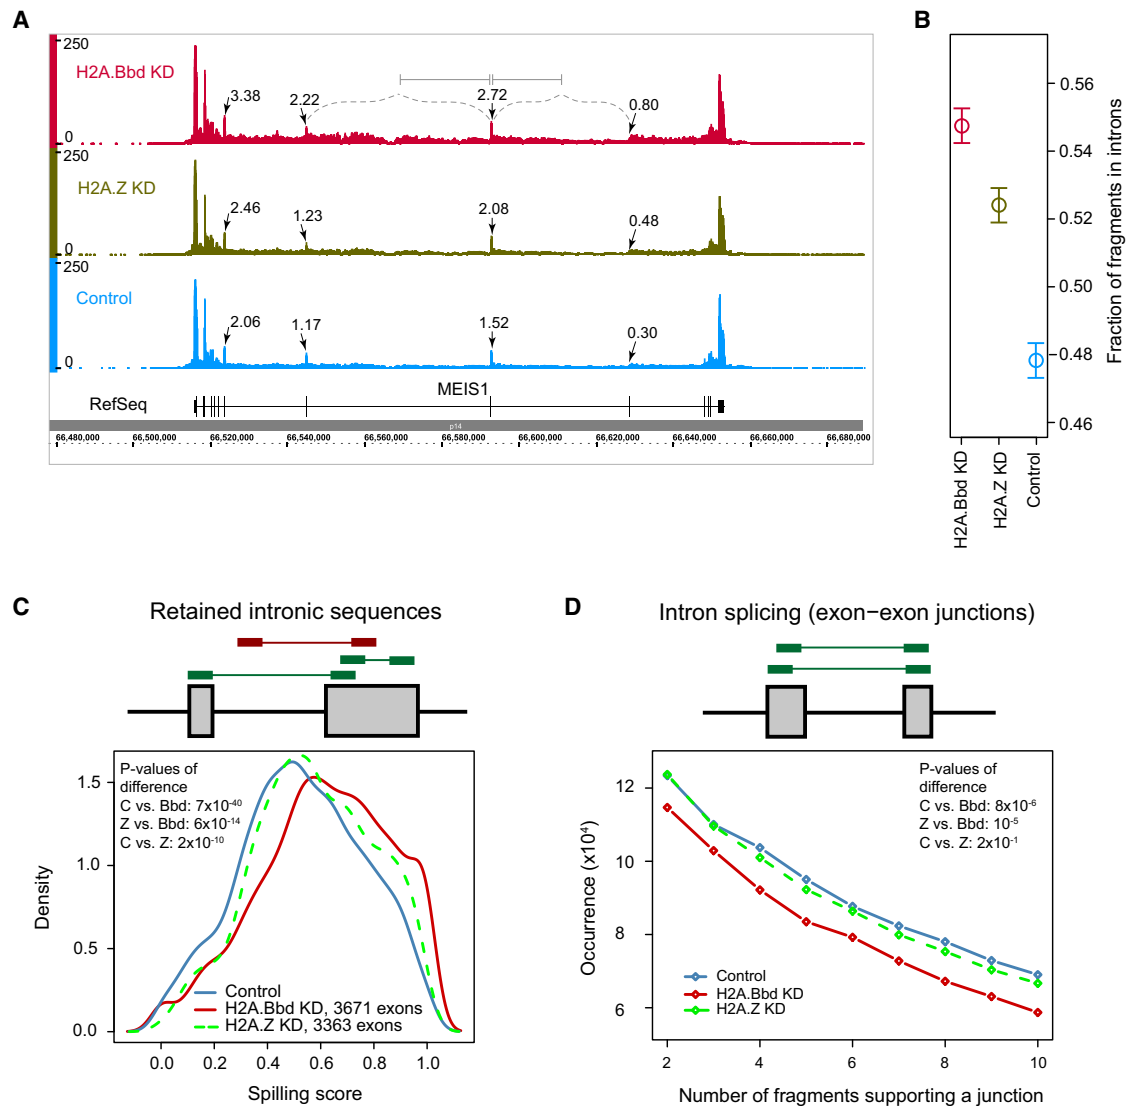 A
250
H2A.Bbd KD
3.38
2.22
2.72
0.80
0
250
H2A.Z KD
2.46
1.23
2.08
0.48
0
250
Control
2.06
1.17
1.52
0.30
0
MEIS1
RefSeq
p14
66,480,000 66,500,000 66,520,000 66,540,000 66,560,000 66,580,000 66,600,000 66,620,000 66,640,000 66,660,000 66,680,000
B
0.56
0.54
0.52
0.50
0.48
0.46
Fraction of fragments in introns
H2A.Bbd KD
H2A.Z KD
Control
C
Retained intronic sequences
P-values of
difference
C vs. Bbd: 7x10⁻⁴⁰
Z vs. Bbd: 6x10⁻¹⁴
C vs. Z: 2x10⁻¹⁰
1.5
1.0
0.5
0.0
Density
Control
H2A.Bbd KD, 3671 exons
H2A.Z KD, 3363 exons
0.0 0.2 0.4 0.6 0.8 1.0
Spilling score
D
Intron splicing (exon−exon junctions)
P-values of
difference
C vs. Bbd: 8x10⁻⁶
Z vs. Bbd: 10⁻⁵
C vs. Z: 2x10⁻¹
12
10
8
6
Occurrence (x10⁴)
Control
H2A.Bbd KD
H2A.Z KD
2 4 6 8 10
Number of fragments supporting a junction